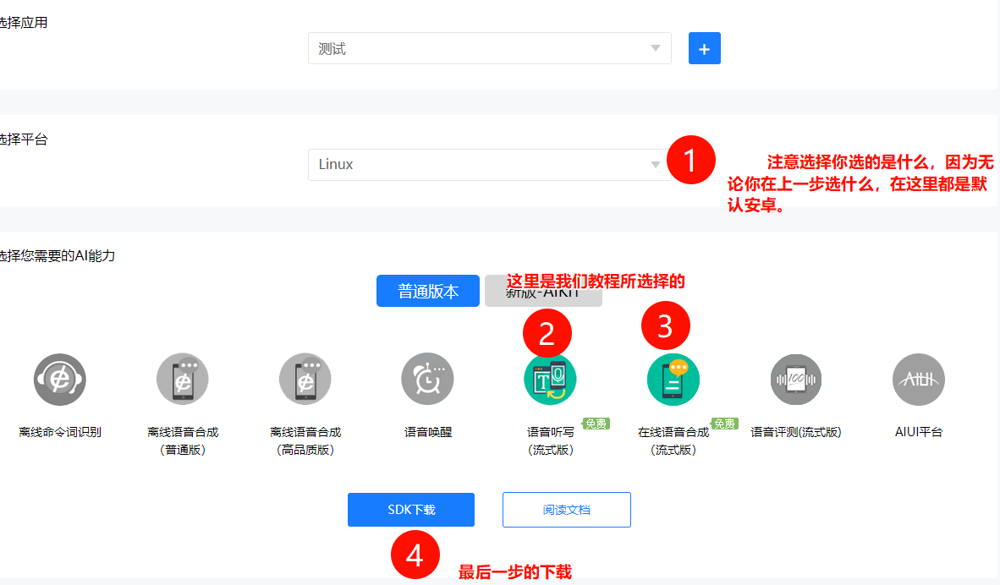 选择应用
测试
+
选择平台
Linux
1
注意选择你选的是什么，因为无
论你在上一步选什么，在这里都是默
认安卓。
选择您需要的AI能力
这里是我们教程所选择的
普通版本
新版-AIKIT
2
3
离线命令词识别
离线语音合成
（普通版）
离线语音合成
（高品质版）
语音唤醒
语音听写
（流式版）
免费
在线语音合成
（流式版）
免费
100
语音评测(流式版)
AIUI
AIUI平台
SDK下载
阅读文档
4
最后一步的下载